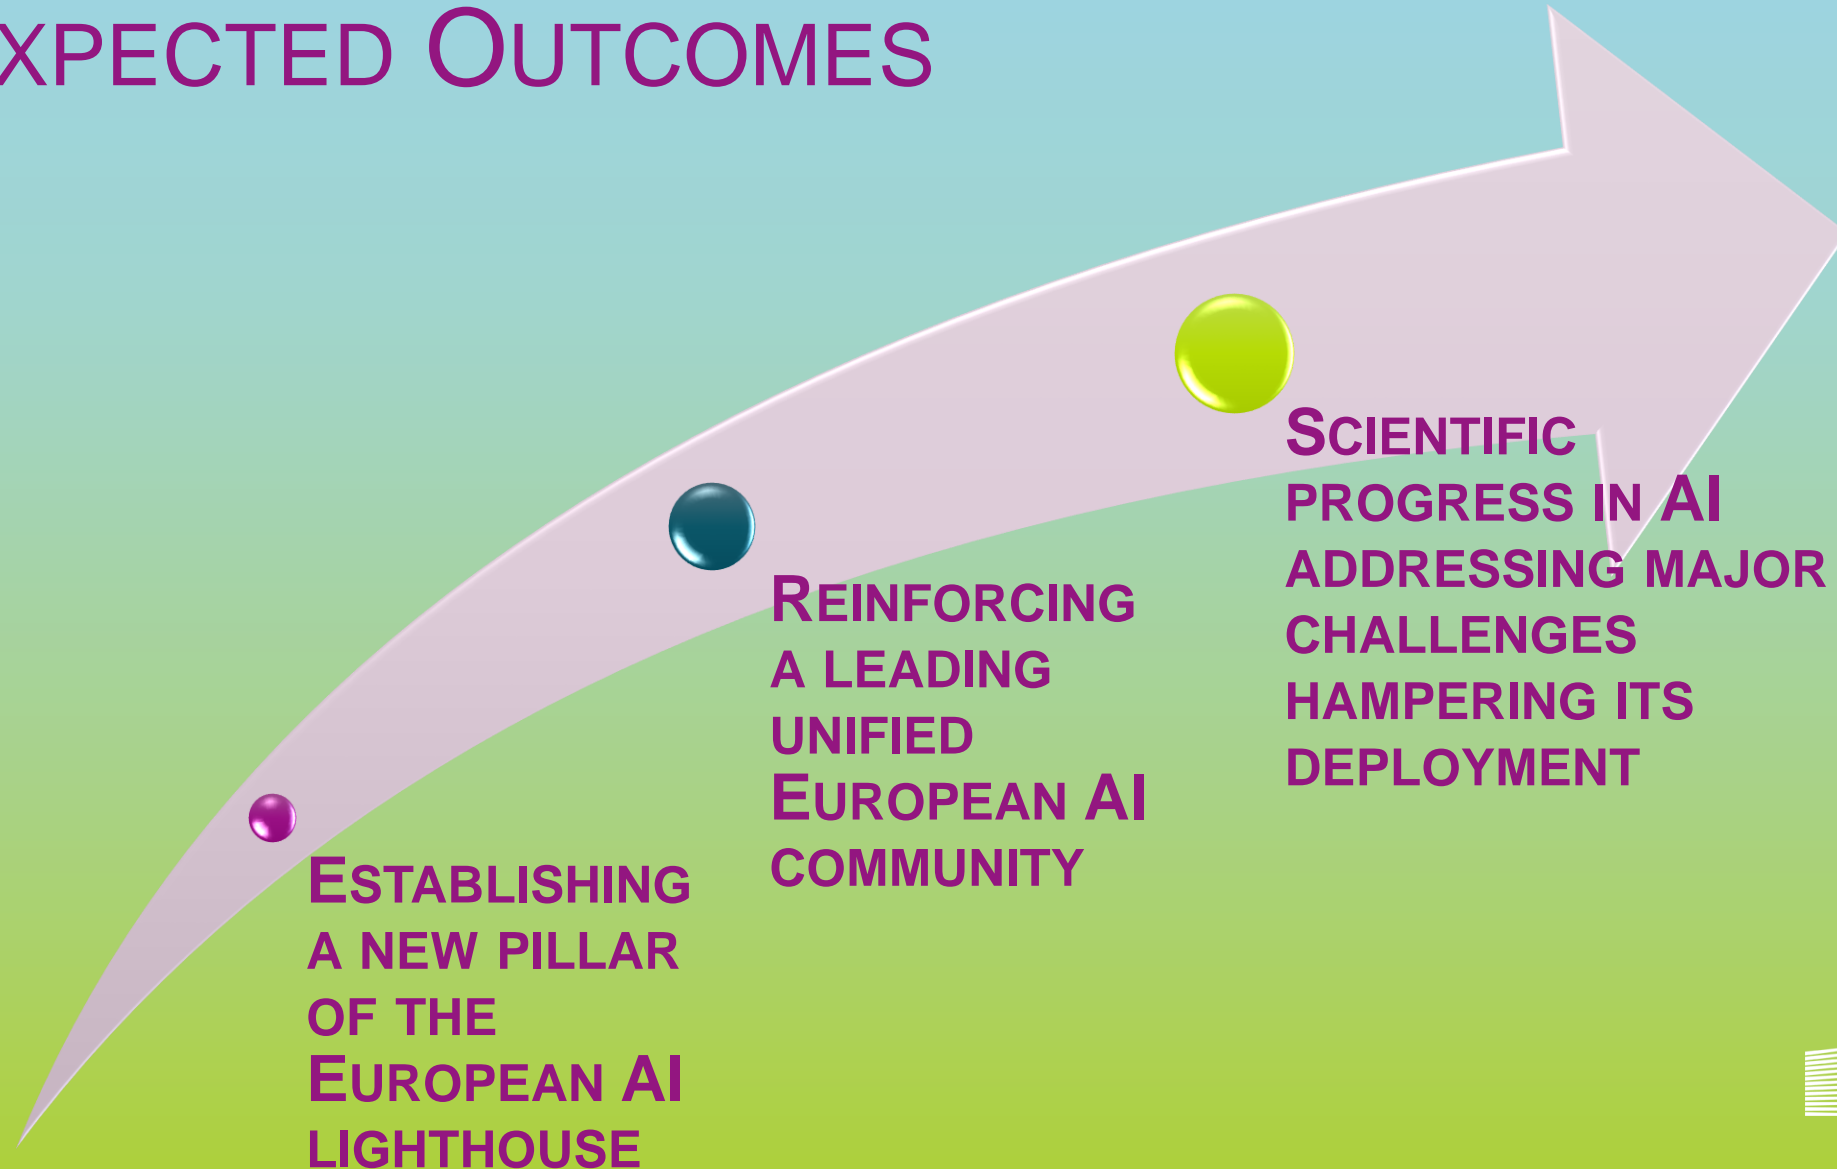 XPECTED OUTCOMES
ESTABLISHING
A NEW PILLAR
OF THE
EUROPEAN AI
LIGHTHOUSE
REINFORCING
A LEADING
UNIFIED
EUROPEAN AI
COMMUNITY
SCIENTIFIC
PROGRESS IN AI
ADDRESSING MAJOR
CHALLENGES
HAMPERING ITS
DEPLOYMENT